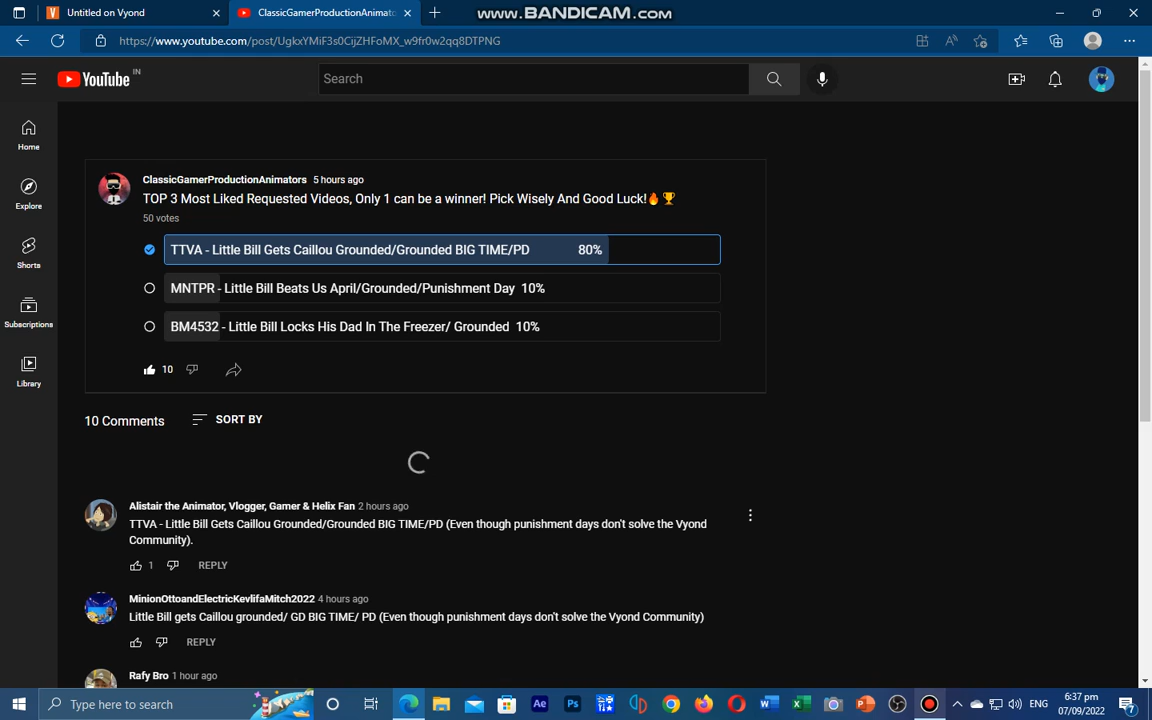 Untitled on Vyond
ClassicGamerProductionAnimato
www.BANDICAM.com
https://www.youtube.com/post/UgkxYMiF3s0CijZHFoMX_w9fr0w2qq8DTPNG
YouTube IN
Search
Home
Explore
Shorts
Subscriptions
Library
ClassicGamerProductionAnimators 5 hours ago
TOP 3 Most Liked Requested Videos, Only 1 can be a winner! Pick Wisely And Good Luck!🔥🏆
50 votes
TTVA - Little Bill Gets Caillou Grounded/Grounded BIG TIME/PD 80%
MNTPR - Little Bill Beats Us April/Grounded/Punishment Day 10%
BM4532 - Little Bill Locks His Dad In The Freezer/ Grounded 10%
10
10 Comments SORT BY
Alistair the Animator, Vlogger, Gamer & Helix Fan 2 hours ago
TTVA - Little Bill Gets Caillou Grounded/Grounded BIG TIME/PD (Even though punishment days don't solve the Vyond
Community).
1 REPLY
MinionOttoandElectricKevlifaMitch2022 4 hours ago
Little Bill gets Caillou grounded/ GD BIG TIME/ PD (Even though punishment days don't solve the Vyond Community)
REPLY
Rafy Bro 1 hour ago
Type here to search
ENG
6:37 pm
07/09/2022